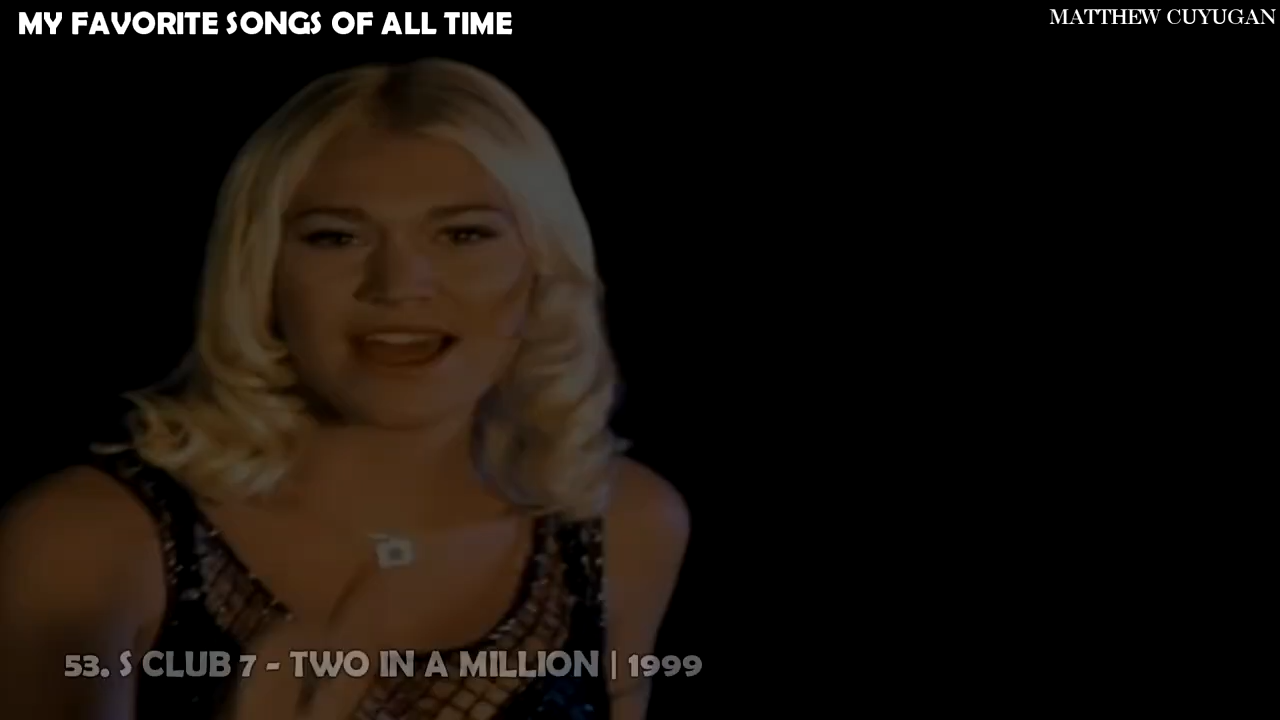 MY FAVORITE SONGS OF ALL TIME
MATTHEW CUYUGAN
53. S CLUB 7 - TWO IN A MILLION | 1999